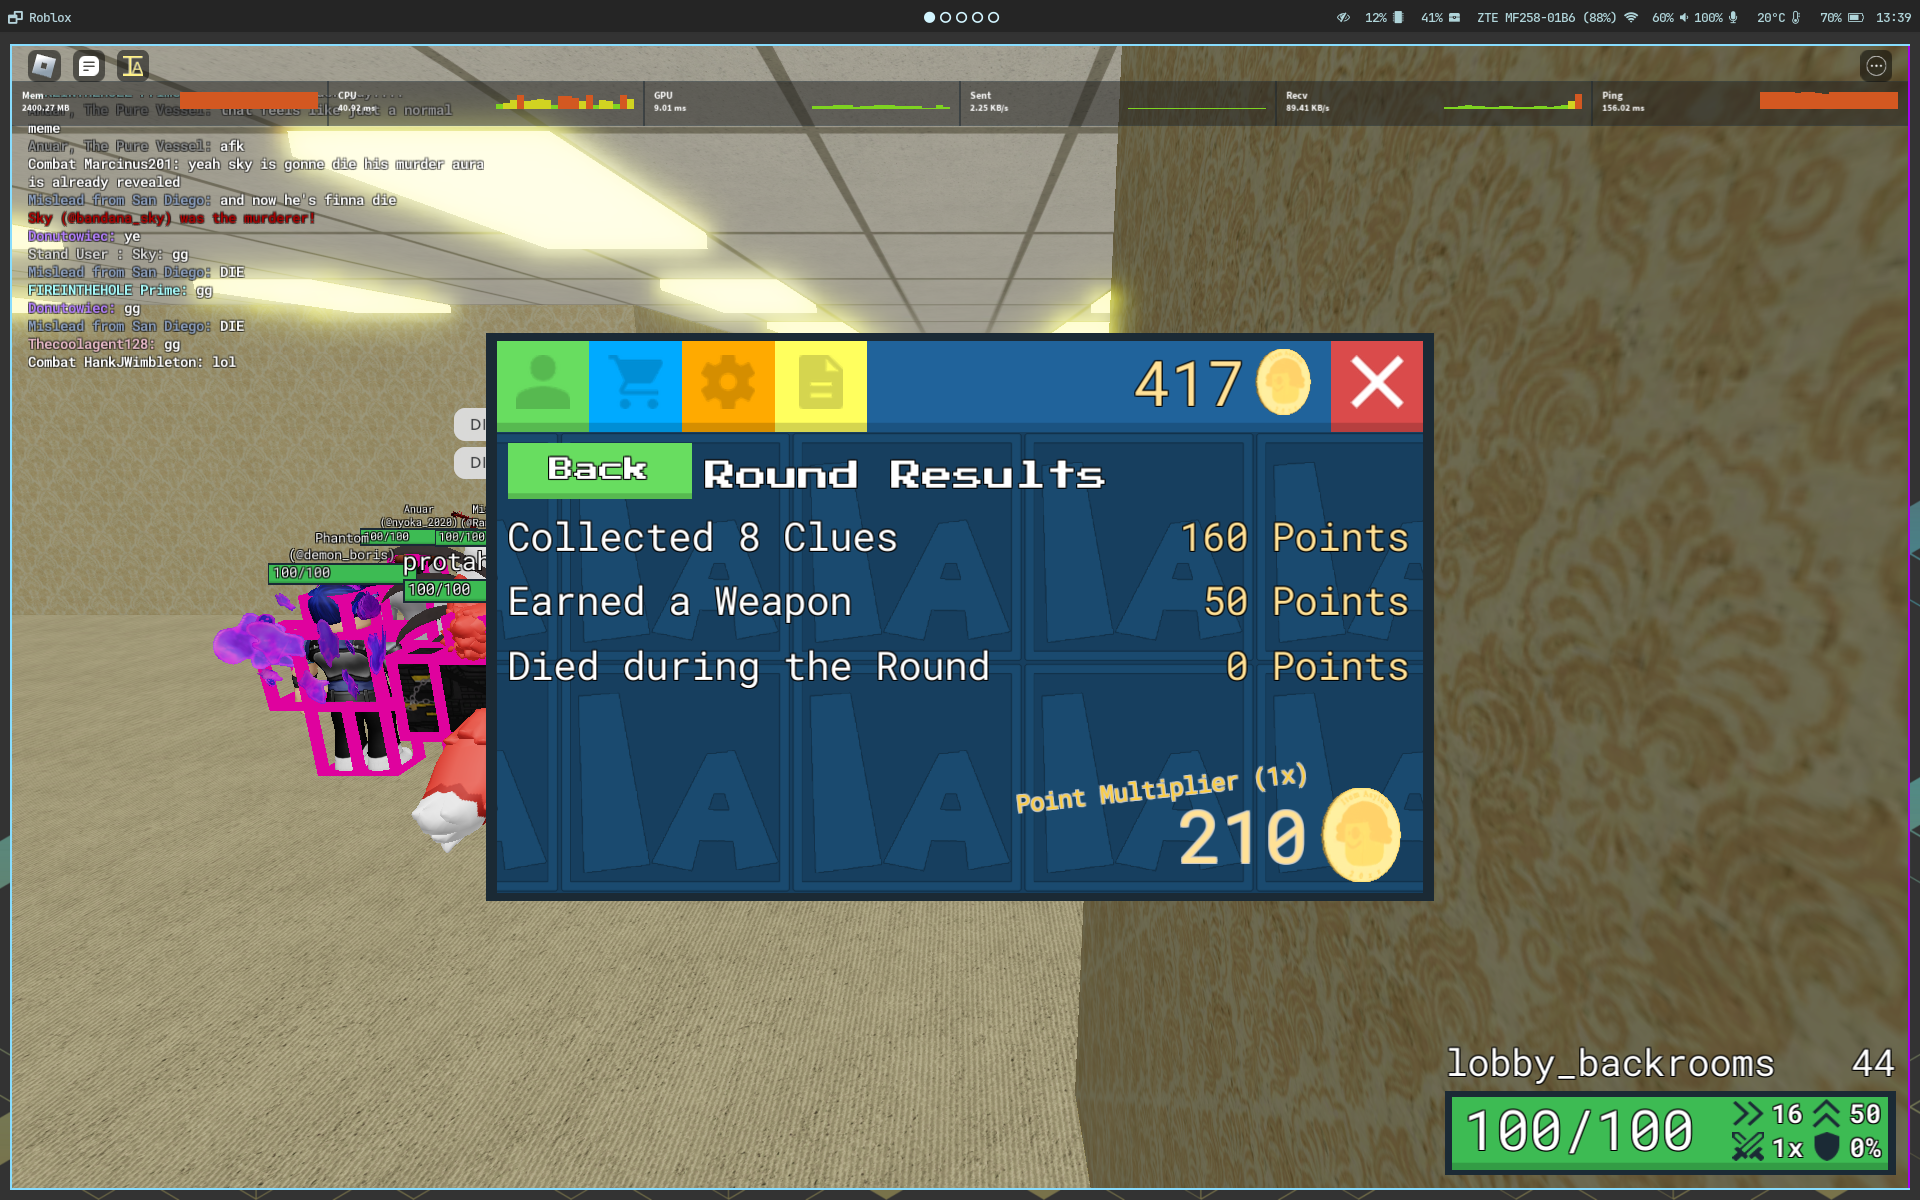 Roblox
12% 41% ZTE MF258-01B6 (88%) 60% 100% 20°C 70% 13:39
Mem CPU GPU Sent Recv Ping
2400.27 MB 40.92 ms 9.01 ms 2.25 KB/s 89.41 KB/s 156.02 ms
Anuar, The Pure Vessel: that feels like just a normal
meme
Anuar, The Pure Vessel: afk
Combat Marcinus201: yeah sky is gonne die his murder aura
is already revealed
Mislead from San Diego: and now he's finna die
Sky (@bandana_sky) was the murderer!
Donutowiec: ye
Stand User : Sky: gg
Mislead from San Diego: DIE
FIREINTHEHOLE Prime: gg
Donutowiec: gg
Mislead from San Diego: DIE
Thecoolagent128: gg
Combat HankJWimbleton: lol
417
Back
Round Results
Collected 8 Clues 160 Points
Earned a Weapon 50 Points
Died during the Round 0 Points
Point Multiplier (1x)
210
DI
DI
Anuar Mi
(@nyoka_2020)
100/100 100/100
Phantom
(@demon_boris)
100/100
protab
100/100
lobby_backrooms 44
100/100
16 50
1x 0%